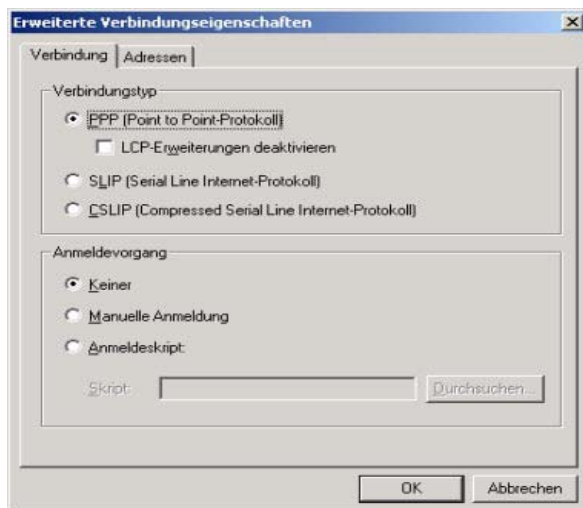 Erweiterte Verbindungseigenschaften
Verbindung
Adressen
Verbindungstyp
PPP (Point to Point-Protokoll)
LCP-Erweiterungen deaktivieren
SLIP (Serial Line Internet-Protokoll)
CSLIP (Compressed Serial Line Internet-Protokoll)
Anmeldevorgang
Keiner
Manuelle Anmeldung
Anmeldeskript:
Skript:
Durchsuchen...
OK
Abbrechen